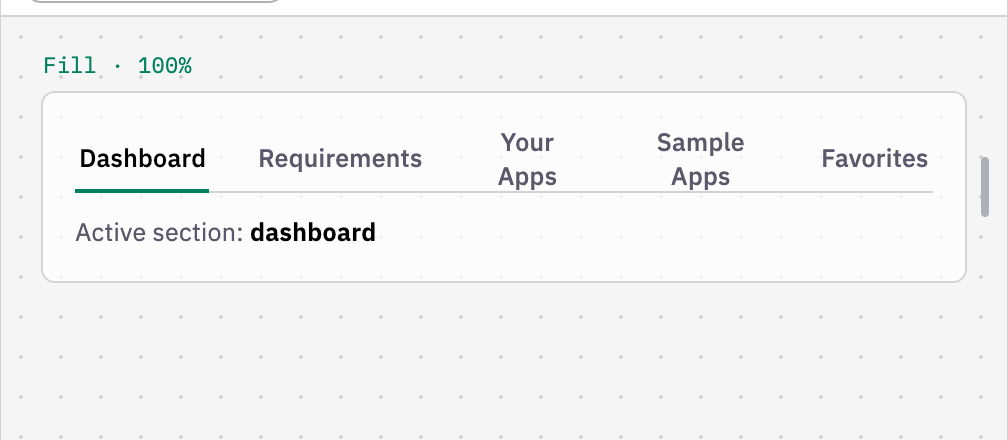 Fill · 100%
Dashboard
Requirements
Your
Apps
Sample
Apps
Favorites
Active section: dashboard